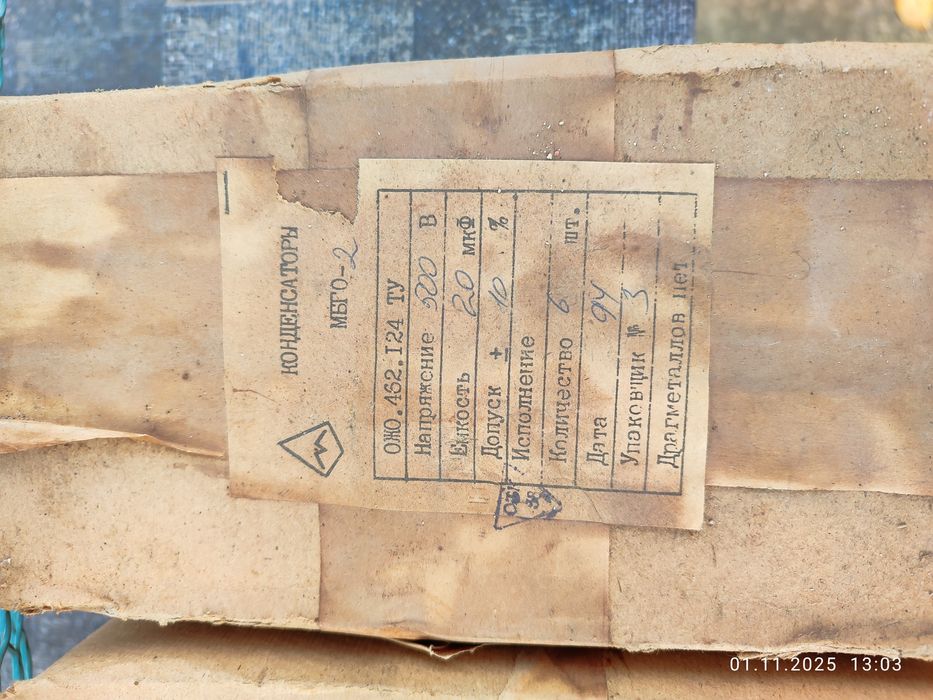 КОНДЕНСАТОРЫ
МБГО-2
ОЖО.462.124 ТУ
Напряжение 500 В
Емкость 20 мкФ
Допуск ± 10 %
Исполнение
Количество 6 шт.
Дата 94
Упаковщик № 3
Драгметаллов нет
01.11.2025 13:03